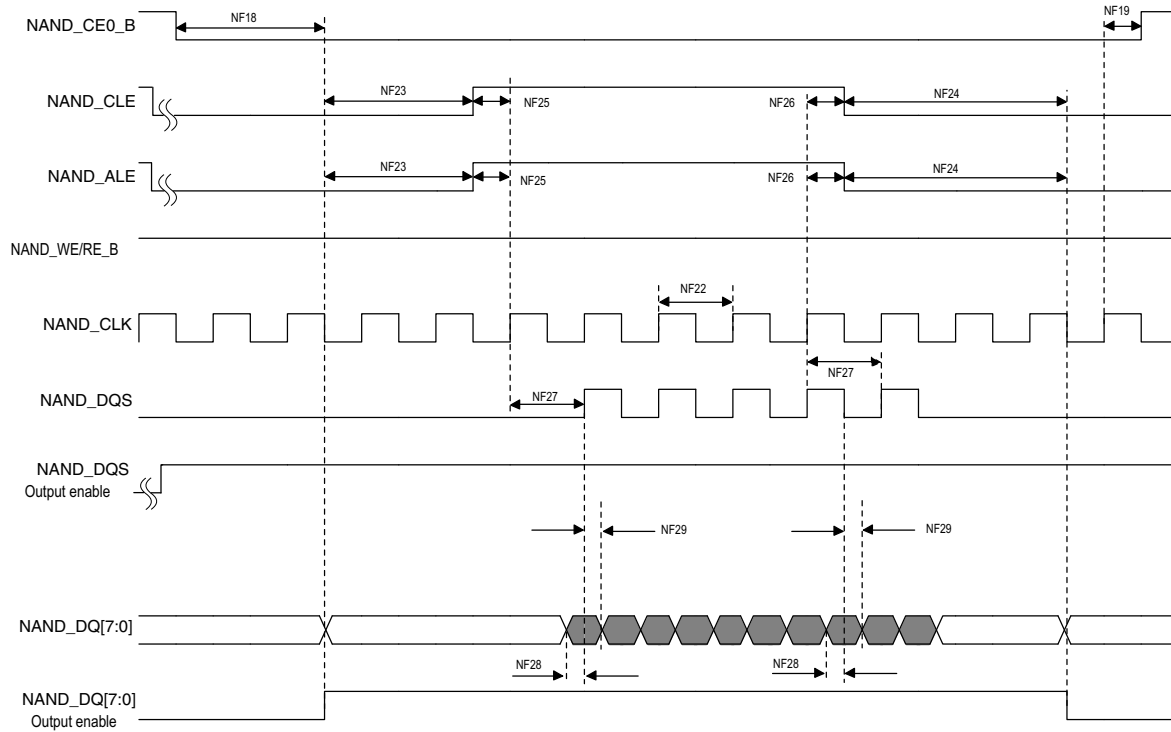 NAND_CE0_B
NF18
NF19
NAND_CLE
NF23
NF25
NF26
NF24
NAND_ALE
NF23
NF25
NF26
NF24
NAND_WE/RE_B
NAND_CLK
NF22
NF27
NAND_DQS
NF27
NAND_DQS
Output enable
NF29
NF29
NAND_DQ[7:0]
NF28
NF28
NAND_DQ[7:0]
Output enable